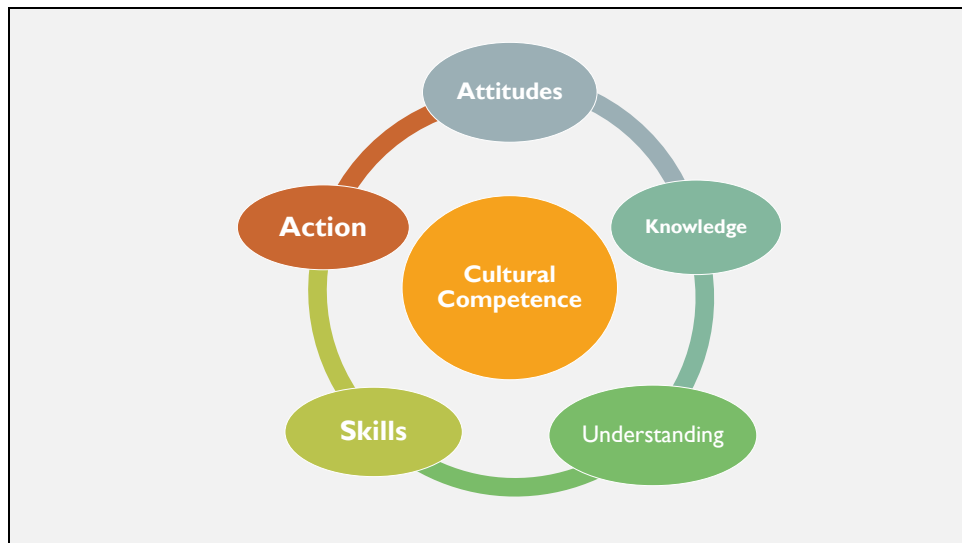 Attitudes
Knowledge
Understanding
Skills
Action
Cultural
Competence